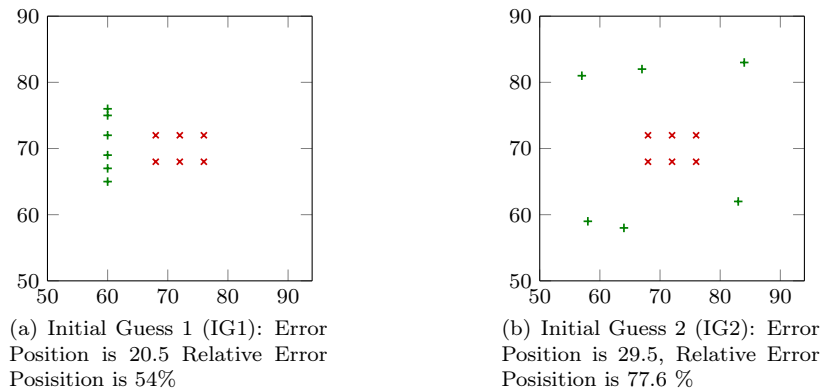 90
80
70
60
50
50 60 70 80 90
(a) Initial Guess 1 (IG1): Error
Position is 20.5 Relative Error
Posisition is 54%
90
80
70
60
50
50 60 70 80 90
(b) Initial Guess 2 (IG2): Error
Position is 29.5, Relative Error
Posisition is 77.6 %